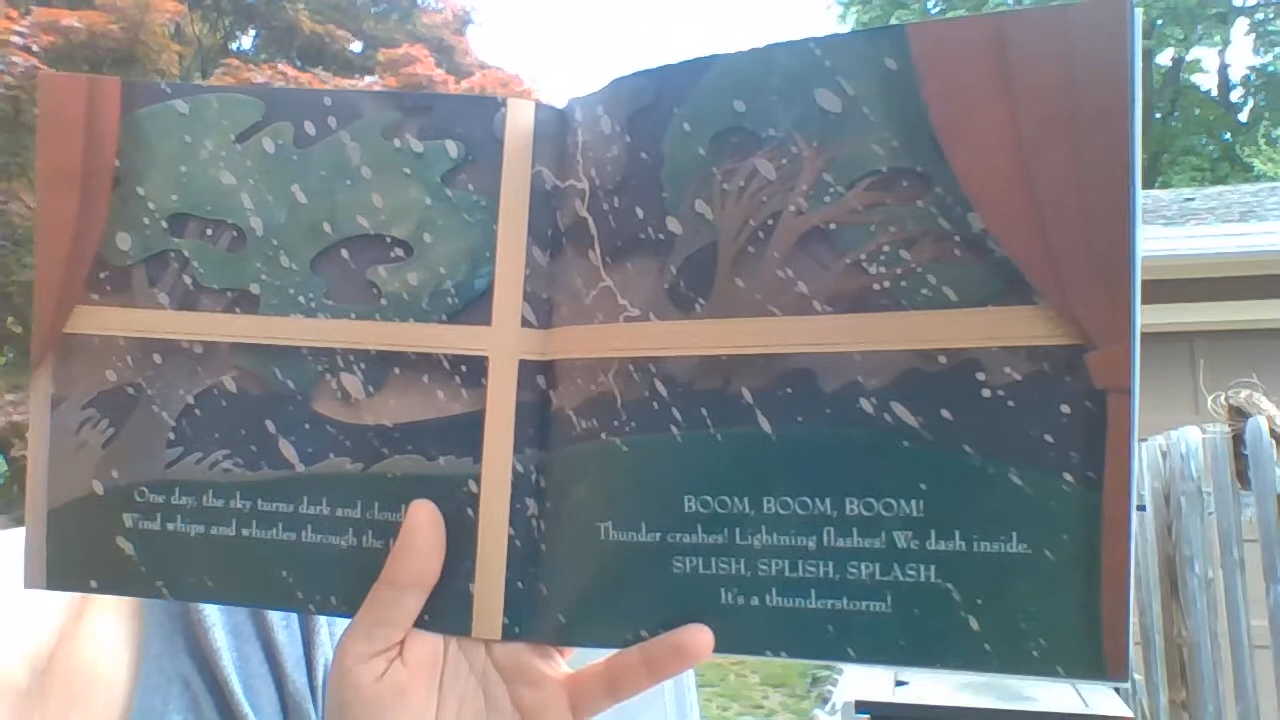 One day, the sky turns dark and
Wind whips and whistles through the
BOOM, BOOM, BOOM!
Thunder crashes! Lightning flashes! We dash inside.
SPLISH, SPLISH, SPLASH.
It's a thunderstorm!